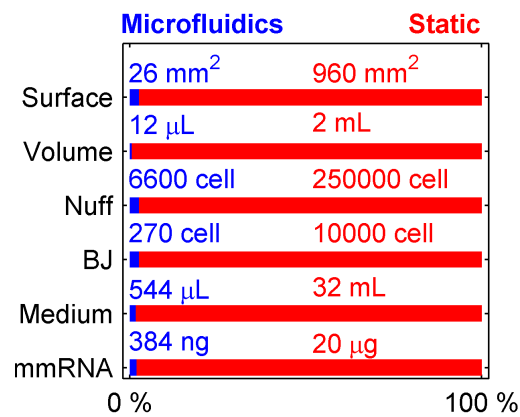 Microfluidics Static
26 mm² 960 mm²
Surface
12 μL 2 mL
Volume
6600 cell 250000 cell
Nuff
270 cell 10000 cell
BJ
544 μL 32 mL
Medium
384 ng 20 μg
mmRNA
0 % 100 %